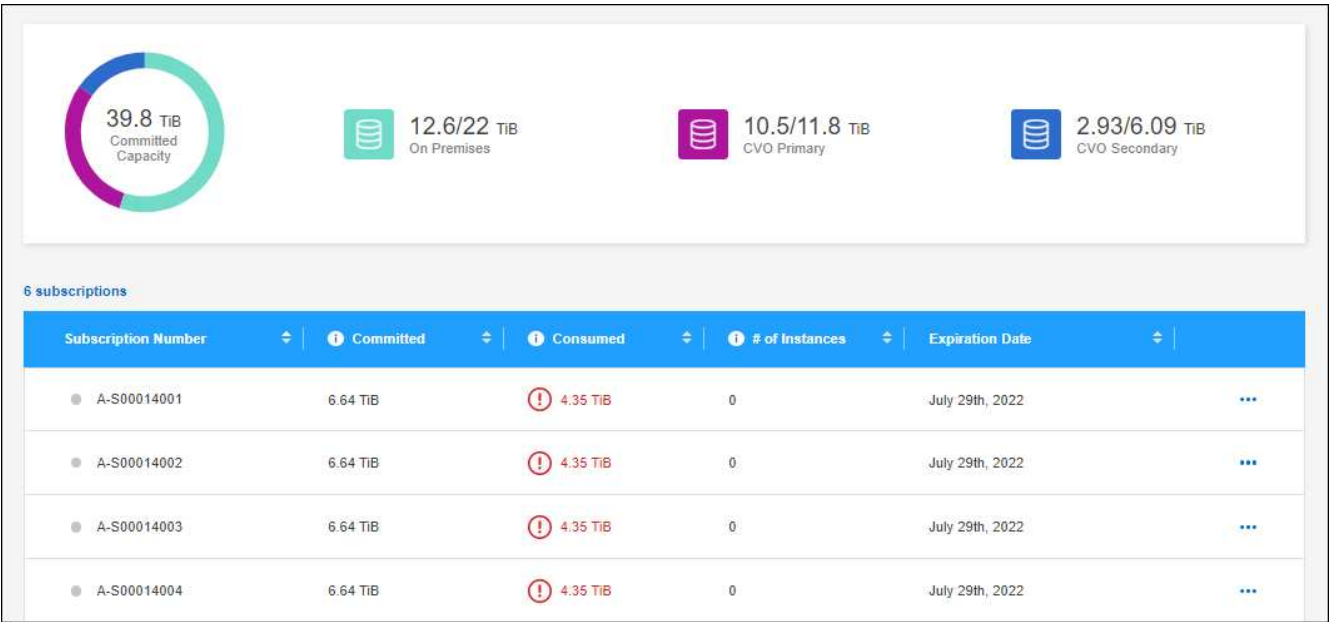 39.8 TiB
Committed
Capacity
12.6/22 TiB
On Premises
10.5/11.8 TiB
CVO Primary
2.93/6.09 TiB
CVO Secondary
6 subscriptions
Subscription Number Committed Consumed # of Instances Expiration Date
A-S00014001 6.64 TiB 4.35 TiB 0 July 29th, 2022
A-S00014002 6.64 TiB 4.35 TiB 0 July 29th, 2022
A-S00014003 6.64 TiB 4.35 TiB 0 July 29th, 2022
A-S00014004 6.64 TiB 4.35 TiB 0 July 29th, 2022